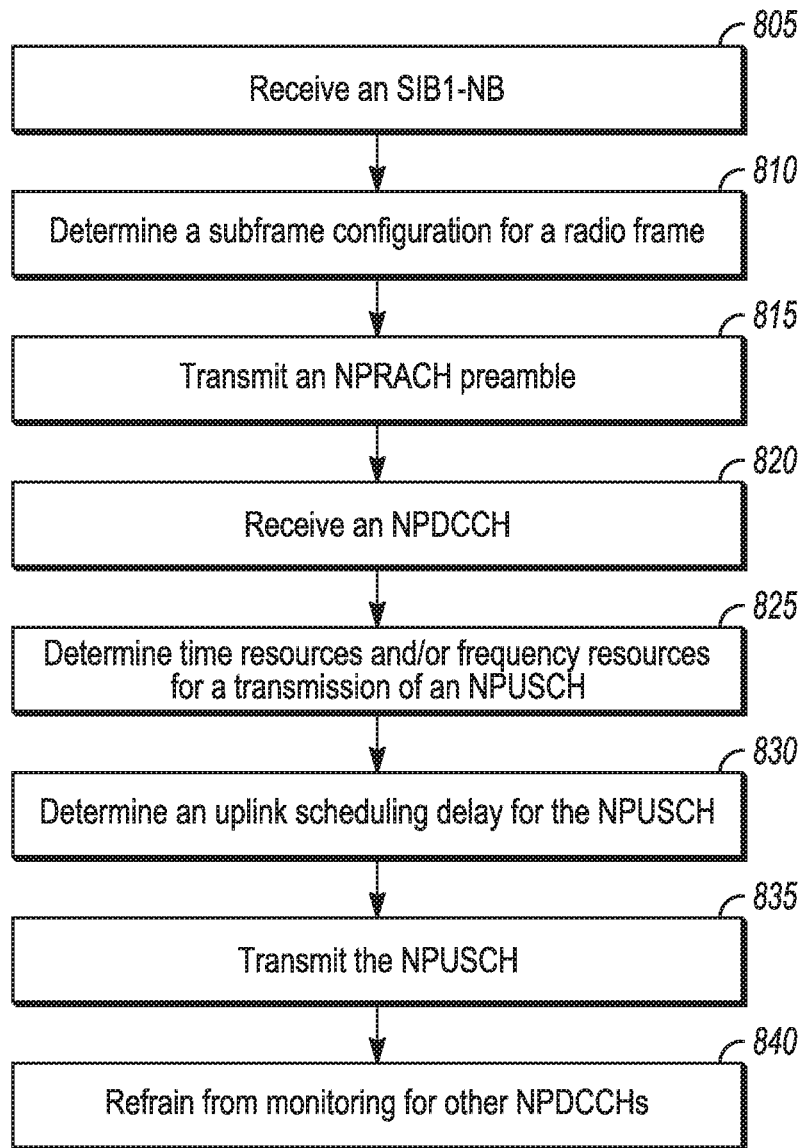 805
Receive an SIB1-NB
810
Determine a subframe configuration for a radio frame
815
Transmit an NPRACH preamble
820
Receive an NPDCCH
825
Determine time resources and/or frequency resources
for a transmission of an NPUSCH
830
Determine an uplink scheduling delay for the NPUSCH
835
Transmit the NPUSCH
840
Refrain from monitoring for other NPDCCHs